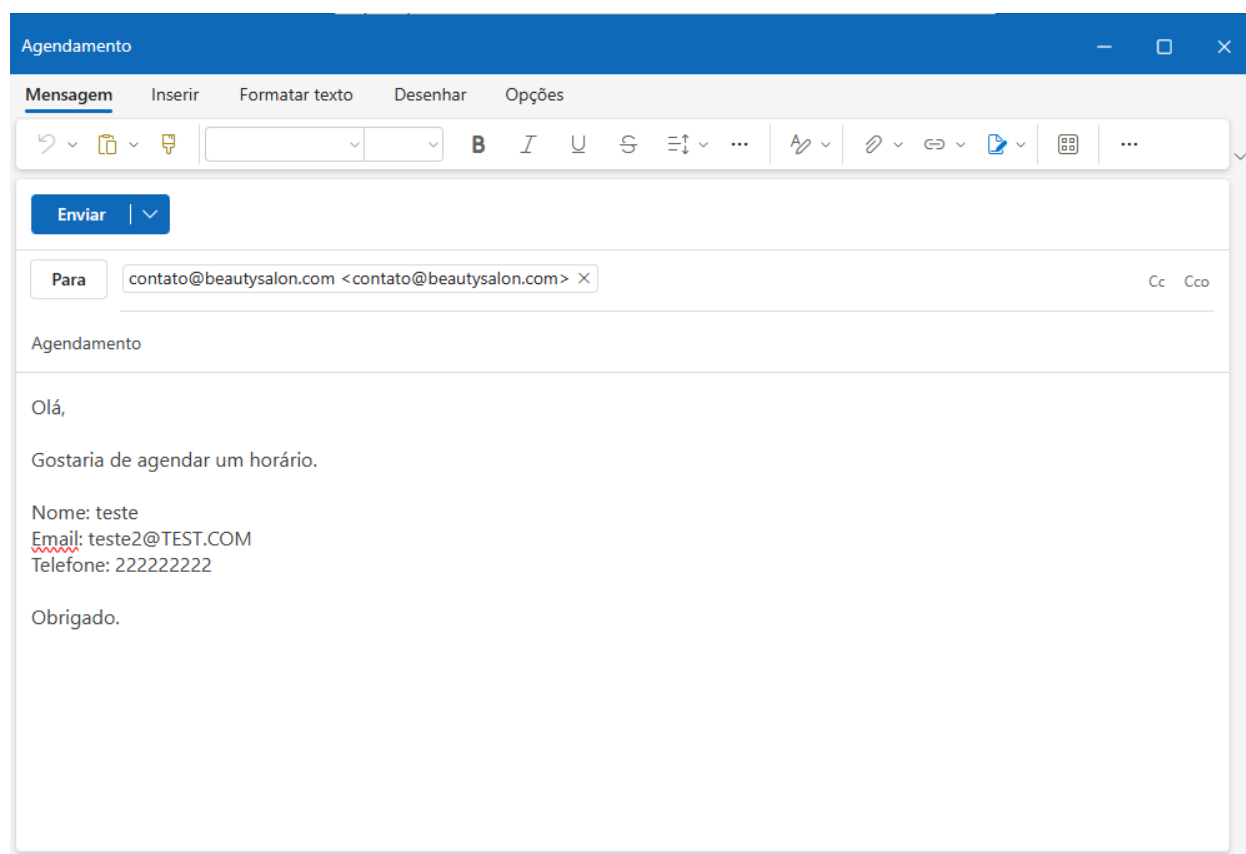 Agendamento
Mensagem Inserir Formatar texto Desenhar Opções
B I U S
Enviar
Para contato@beautysalon.com <contato@beautysalon.com> Cc Cco
Agendamento
Olá,
Gostaria de agendar um horário.
Nome: teste
Email: teste2@TEST.COM
Telefone: 222222222
Obrigado.